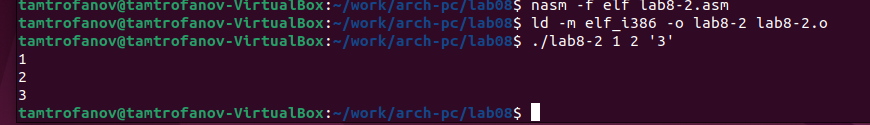 tamtrofanov@tamtrofanov-VirtualBox:~/work/arch-pc/lab08$ nasm -f elf lab8-2.asm
tamtrofanov@tamtrofanov-VirtualBox:~/work/arch-pc/lab08$ ld -m elf_i386 -o lab8-2 lab8-2.o
tamtrofanov@tamtrofanov-VirtualBox:~/work/arch-pc/lab08$ ./lab8-2 1 2 '3'
1
2
3
tamtrofanov@tamtrofanov-VirtualBox:~/work/arch-pc/lab08$